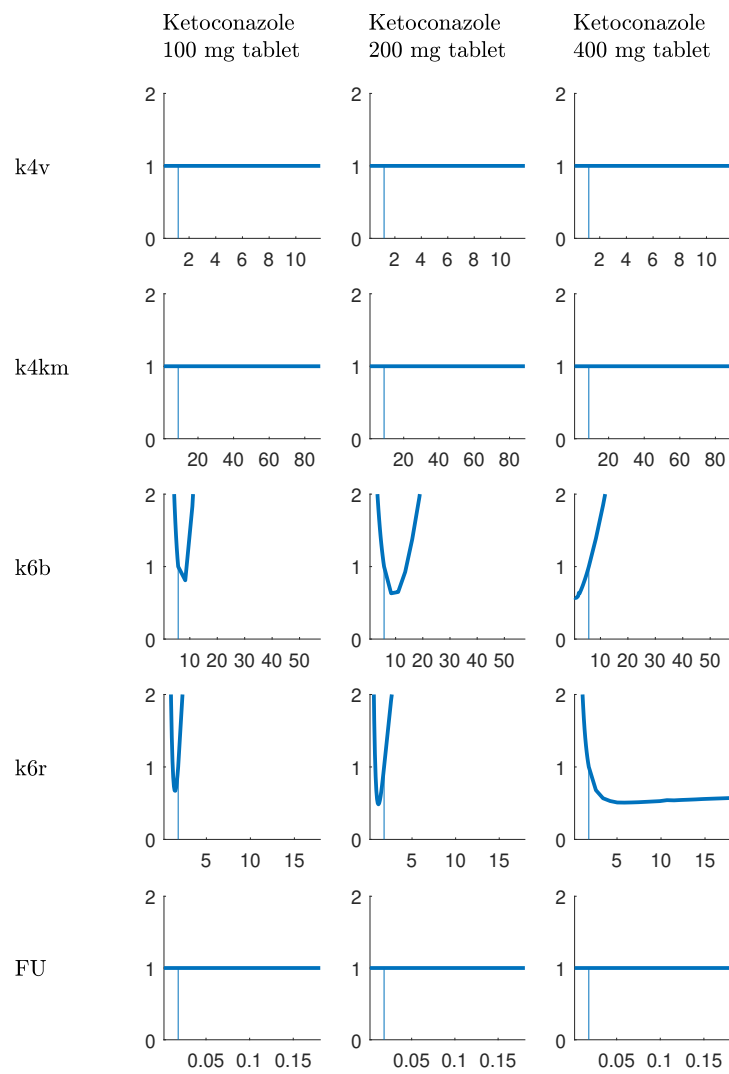 Ketoconazole Ketoconazole Ketoconazole
100 mg tablet 200 mg tablet 400 mg tablet
2 2 2
k4v 1 1 1
0 0 0
2 4 6 8 10 2 4 6 8 10 2 4 6 8 10
2 2 2
k4km 1 1 1
0 0 0
20 40 60 80 20 40 60 80 20 40 60 80
2 2 2
k6b 1 1 1
0 0 0
10 20 30 40 50 10 20 30 40 50 10 20 30 40 50
2 2 2
k6r 1 1 1
0 0 0
5 10 15 5 10 15 5 10 15
2 2 2
FU 1 1 1
0 0 0
0.05 0.1 0.15 0.05 0.1 0.15 0.05 0.1 0.15